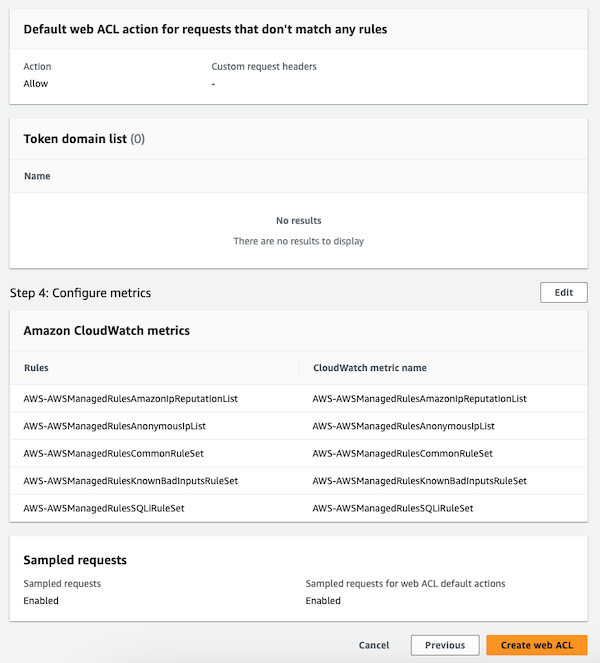 Default web ACL action for requests that don't match any rules
Action Custom request headers
Allow -
Token domain list (0)
Name
No results
There are no results to display
Step 4: Configure metrics Edit
Amazon CloudWatch metrics
Rules CloudWatch metric name
AWS-AWSManagedRulesAmazonIpReputationList AWS-AWSManagedRulesAmazonIpReputationList
AWS-AWSManagedRulesAnonymousIpList AWS-AWSManagedRulesAnonymousIpList
AWS-AWSManagedRulesCommonRuleSet AWS-AWSManagedRulesCommonRuleSet
AWS-AWSManagedRulesKnownBadInputsRuleSet AWS-AWSManagedRulesKnownBadInputsRuleSet
AWS-AWSManagedRulesSQLiRuleSet AWS-AWSManagedRulesSQLiRuleSet
Sampled requests
Sampled requests Sampled requests for web ACL default actions
Enabled Enabled
Cancel Previous Create web ACL